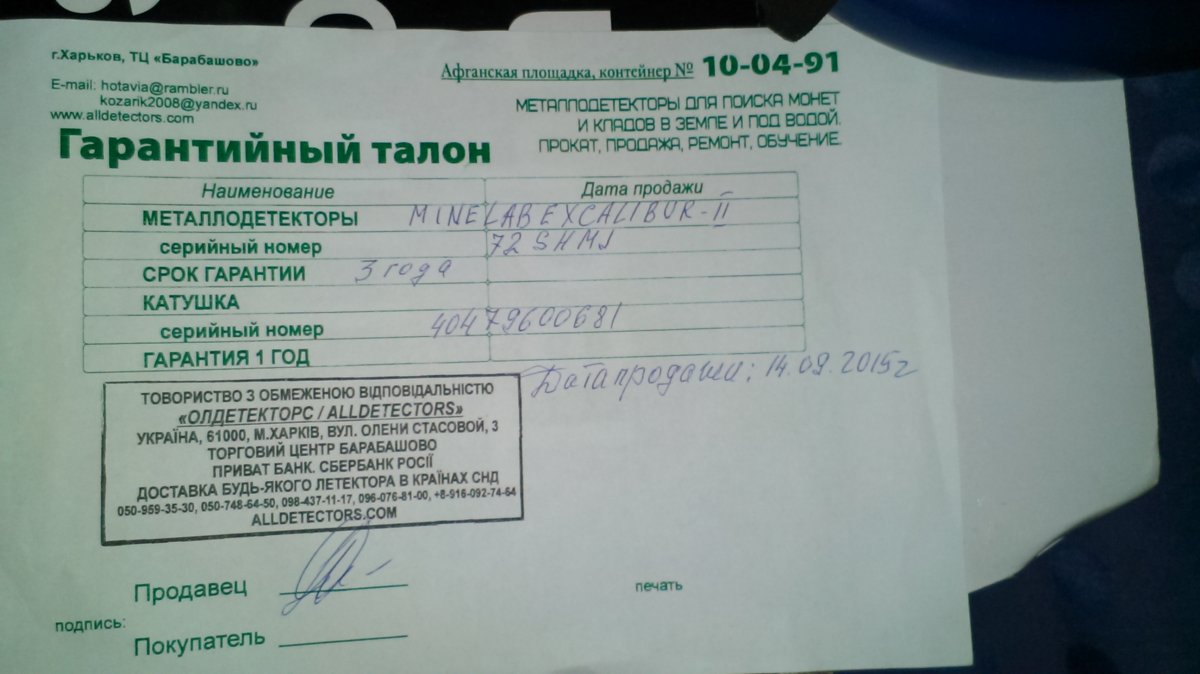 г.Харьков, ТЦ «Барабашово»
E-mail: hotavia@rambler.ru
kozarik2008@yandex.ru
www.alldetectors.com
Афганская площадка, контейнер № 10-04-91
МЕТАЛЛОДЕТЕКТОРЫ ДЛЯ ПОИСКА МОНЕТ
И КЛАДОВ В ЗЕМЛЕ И ПОД ВОДОЙ.
ПРОКАТ, ПРОДАЖА, РЕМОНТ, ОБУЧЕНИЕ.
Гарантийный талон
Наименование Дата продажи
МЕТАЛЛОДЕТЕКТОРЫ MINELAB EXCALIBUR-II
серийный номер 72 SHMJ
СРОК ГАРАНТИИ 3 года
КАТУШКА
серийный номер 40479600681
ГАРАНТИЯ 1 ГОД
Дата продажи: 14.09.2015г
ТОВОРИСТВО З ОБМЕЖЕНОЮ ВІДПОВІДАЛЬНІСТЮ
«ОЛДЕТЕКТОРС / ALLDETECTORS»
УКРАЇНА, 61000, М.ХАРКІВ, ВУЛ. ОЛЕНИ СТАСОВОЙ, 3
ТОРГОВИЙ ЦЕНТР БАРАБАШОВО
ПРИВАТ БАНК. СБЕРБАНК РОСІЇ
ДОСТАВКА БУДЬ-ЯКОГО ЛЕТЕКТОРА В КРАЇНАХ СНД
050-959-35-30, 050-748-64-50, 098-437-11-17, 096-076-81-00, +8-916-092-74-64
ALLDETECTORS.COM
Продавец
печать
подпись:
Покупатель